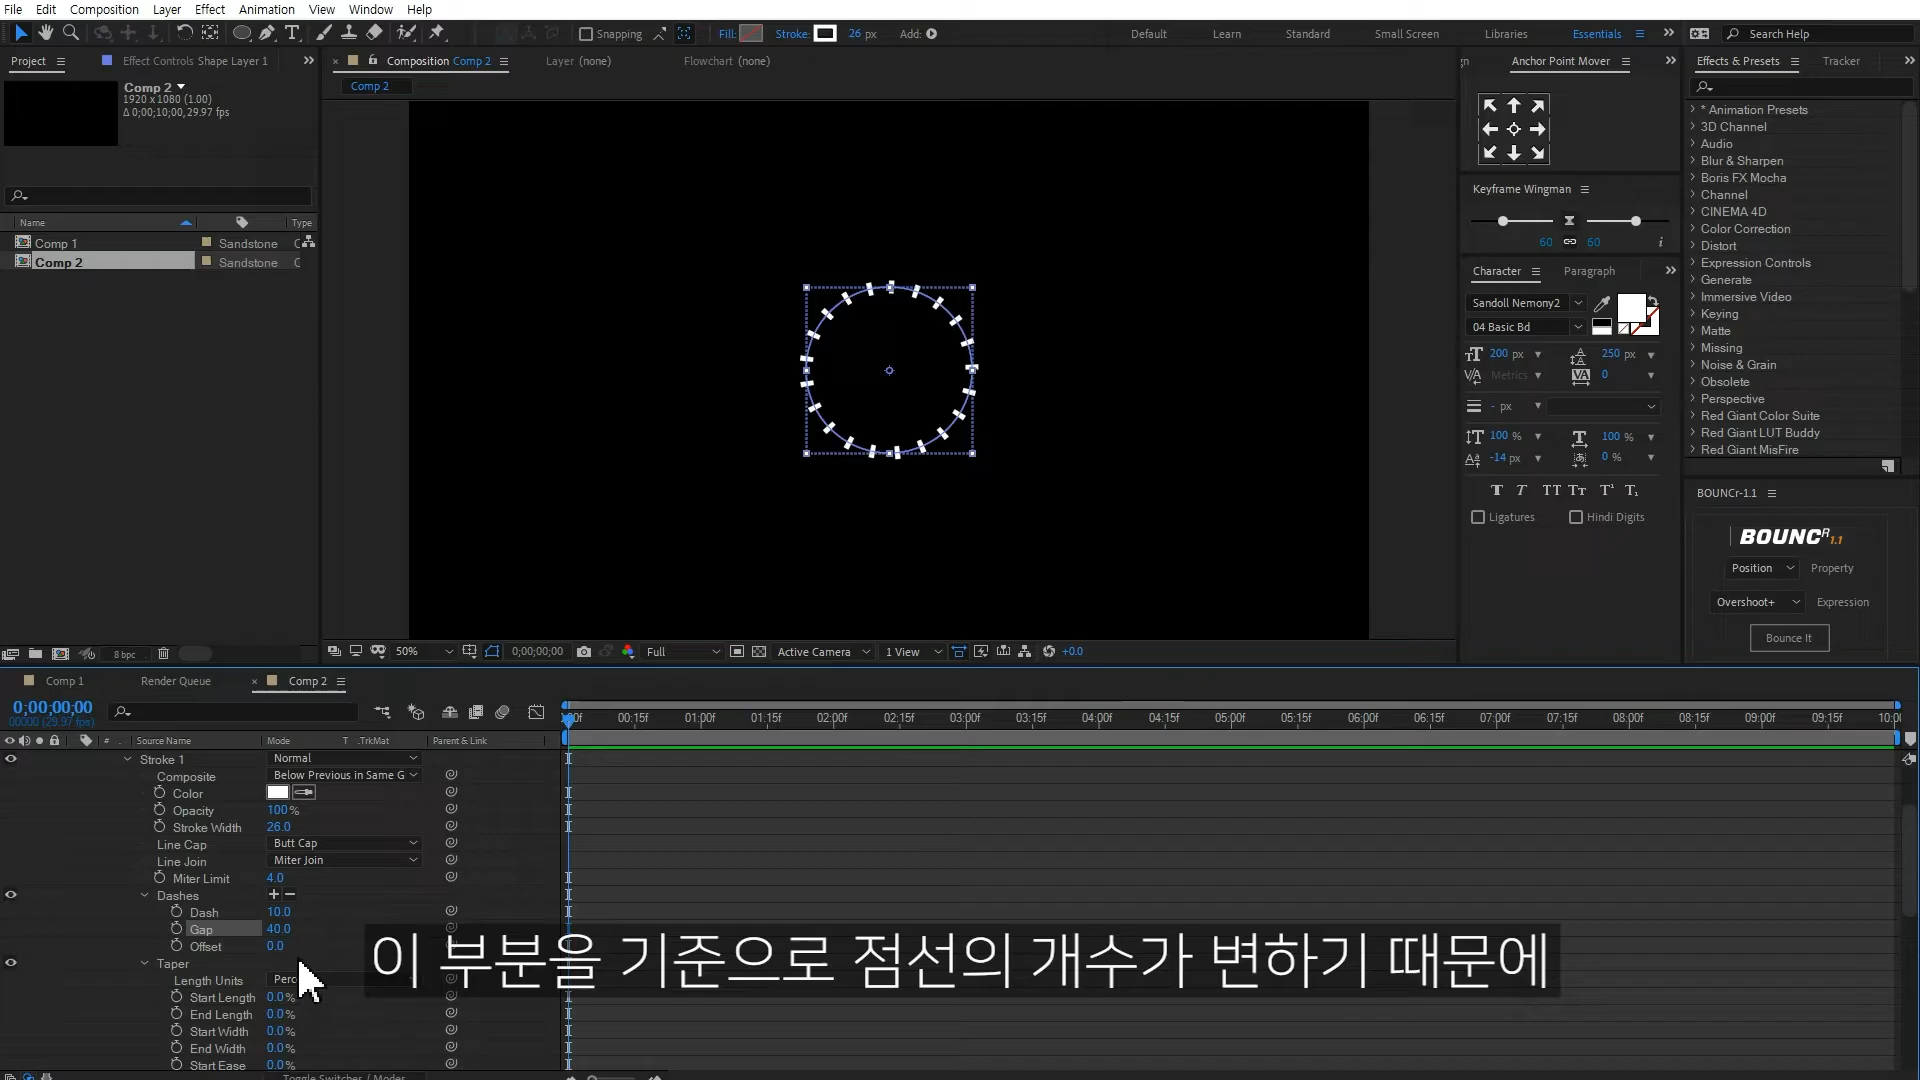 File Edit Composition Layer Effect Animation View Window Help
Snapping Fill: Stroke: 26 px Add: Default Learn Standard Small Screen Libraries Essentials Search Help
Project Effect Controls Shape Layer 1 Composition Comp 2 Layer (none) Flowchart (none) Anchor Point Mover Effects & Presets Tracker
Comp 2
1920 x 1080 (1.00)
Δ 0;00;10;00, 29.97 fps
Comp 2
Name Type
Comp 1 Sandstone
Comp 2 Sandstone
Keyframe Wingman
60 60
Character Paragraph
Sandoll Nemony2
04 Basic Bd
200 px 250 px
Metrics 0
- px
100 % 100 %
-14 px 0 %
Ligatures Hindi Digits
* Animation Presets
3D Channel
Audio
Blur & Sharpen
Boris FX Mocha
Channel
CINEMA 4D
Color Correction
Distort
Expression Controls
Generate
Immersive Video
Keying
Matte
Missing
Noise & Grain
Obsolete
Perspective
Red Giant Color Suite
Red Giant LUT Buddy
Red Giant MisFire
BOUNCr-1.1
BOUNCR 1.1
Position Property
Overshoot+ Expression
Bounce It
8 bpc 50% 0;00;00;00 Full Active Camera 1 View +0.0
Comp 1 Render Queue Comp 2
0;00;00;00
00000 (29.97 fps)
00:15f 01:00f 01:15f 02:00f 02:15f 03:00f 03:15f 04:00f 04:15f 05:00f 05:15f 06:00f 06:15f 07:00f 07:15f 08:00f 08:15f 09:00f 09:15f
# Source Name Mode T .TrkMat Parent & Link
Stroke 1 Normal
Composite Below Previous in Same G
Color
Opacity 100%
Stroke Width 26.0
Line Cap Butt Cap
Line Join Miter Join
Miter Limit 4.0
Dashes + −
Dash 10.0
Gap 40.0
Offset 0.0
Taper
Length Units
Start Length 0.0%
End Length 0.0%
Start Width 0.0%
End Width 0.0%
Start Ease 0.0%
Toggle Switches / Modes
이 부분을 기준으로 점선의 개수가 변하기 때문에